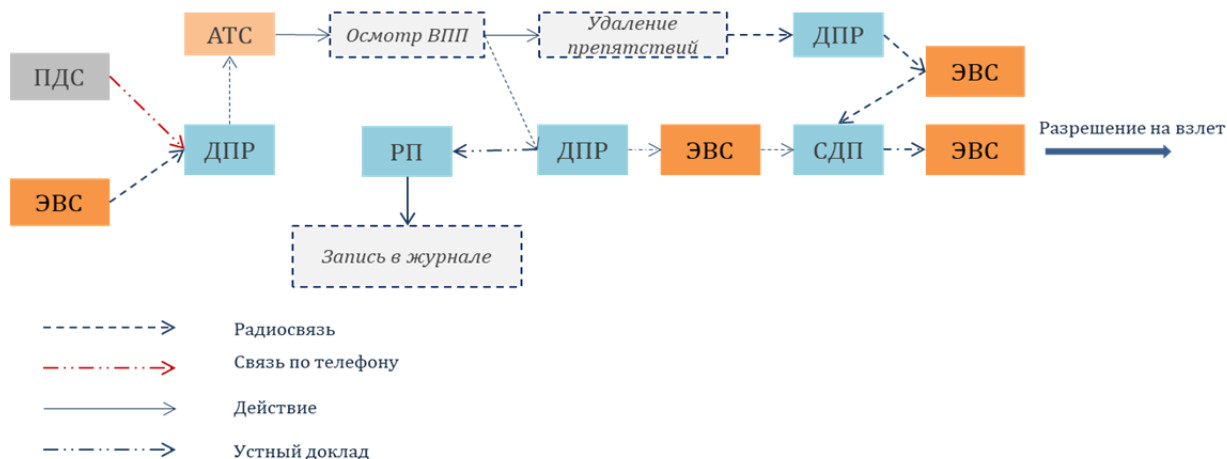 АТС
Осмотр ВПП
Удаление
препятствий
ДПР
ПДС
ЭВС
ДПР
РП
ДПР
ЭВС
СДП
ЭВС
Разрешение на взлет
ЭВС
Запись в журнале
Радиосвязь
Связь по телефону
Действие
Устный доклад